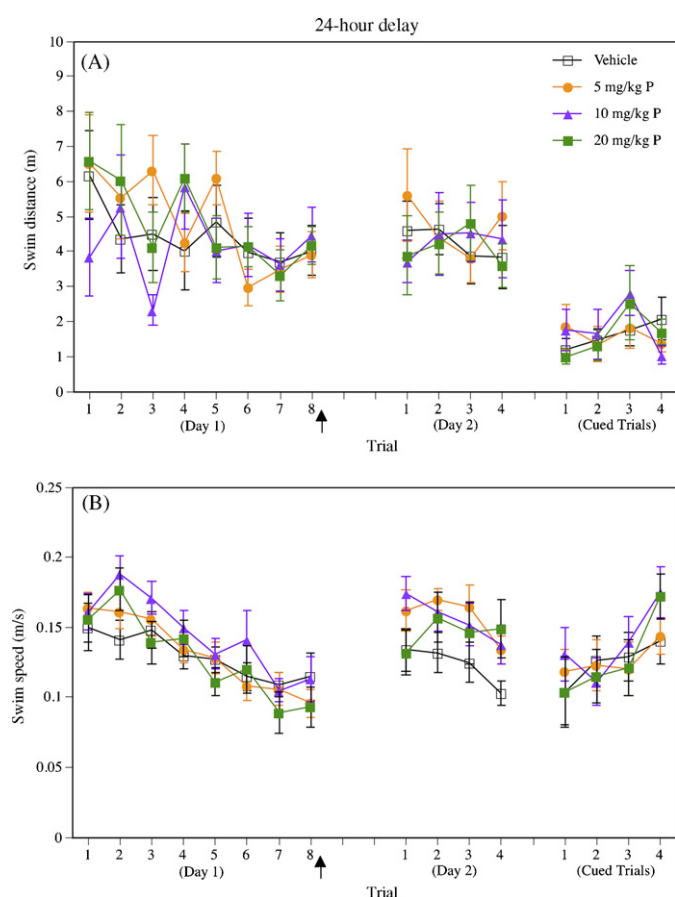 24-hour delay
(A)
Vehicle
5 mg/kg P
10 mg/kg P
20 mg/kg P
Swim distance (m)
10
9
8
7
6
5
4
3
2
1
0
1 2 3 4 5 6 7 8 1 2 3 4 1 2 3 4
(Day 1) (Day 2) (Cued Trials)
Trial
(B)
Swim speed (m/s)
0.25
0.2
0.15
0.1
0.05
0
1 2 3 4 5 6 7 8 1 2 3 4 1 2 3 4
(Day 1) (Day 2) (Cued Trials)
Trial